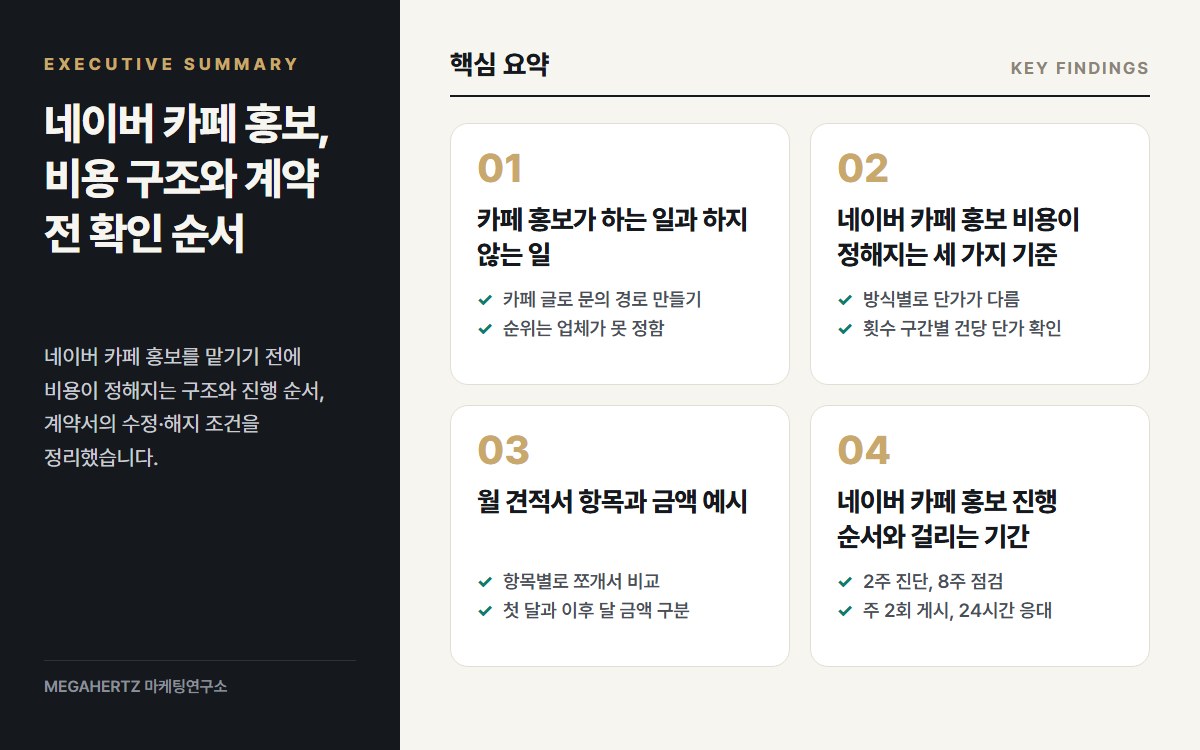 EXECUTIVE SUMMARY
네이버 카페 홍보,
비용 구조와 계약
전 확인 순서
네이버 카페 홍보를 맡기기 전에
비용이 정해지는 구조와 진행 순서,
계약서의 수정·해지 조건을
정리했습니다.
MEGAHERTZ 마케팅연구소
핵심 요약
KEY FINDINGS
01
카페 홍보가 하는 일과 하지
않는 일
카페 글로 문의 경로 만들기
순위는 업체가 못 정함
02
네이버 카페 홍보 비용이
정해지는 세 가지 기준
방식별로 단가가 다름
횟수 구간별 건당 단가 확인
03
월 견적서 항목과 금액 예시
항목별로 쪼개서 비교
첫 달과 이후 달 금액 구분
04
네이버 카페 홍보 진행
순서와 걸리는 기간
2주 진단, 8주 점검
주 2회 게시, 24시간 응대